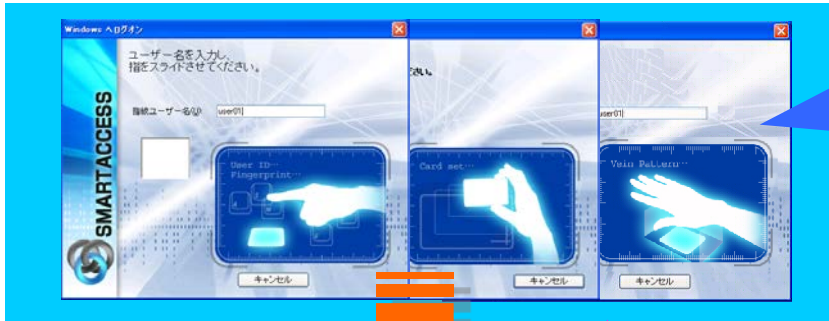 Windows へログオン
ユーザー名を入力し、
指をスライドさせてください。
指紋ユーザー名(U)
user01
User ID…
Fingerprint…
キャンセル
SMARTACCESS
さい。
Card set…
キャンセル
user01
Vein Pattern…
キャンセル